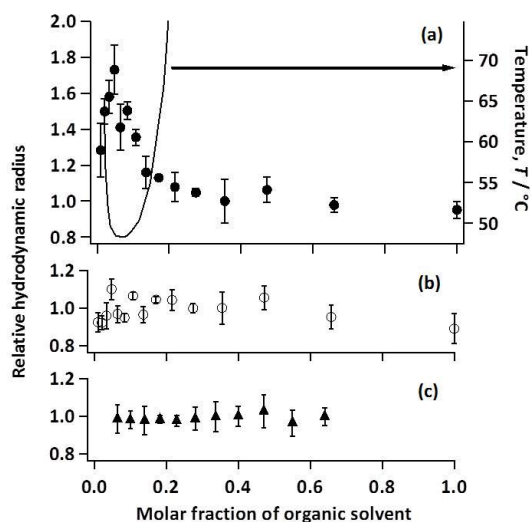 2.0
1.8
1.6
1.4
1.2
1.0
0.8
(a)
70
65
60
55
50
Temperature, T / °C
Relative hydrodynamic radius
1.2
1.0
0.8
(b)
1.2
1.0
0.8
(c)
0.0 0.2 0.4 0.6 0.8 1.0
Molar fraction of organic solvent